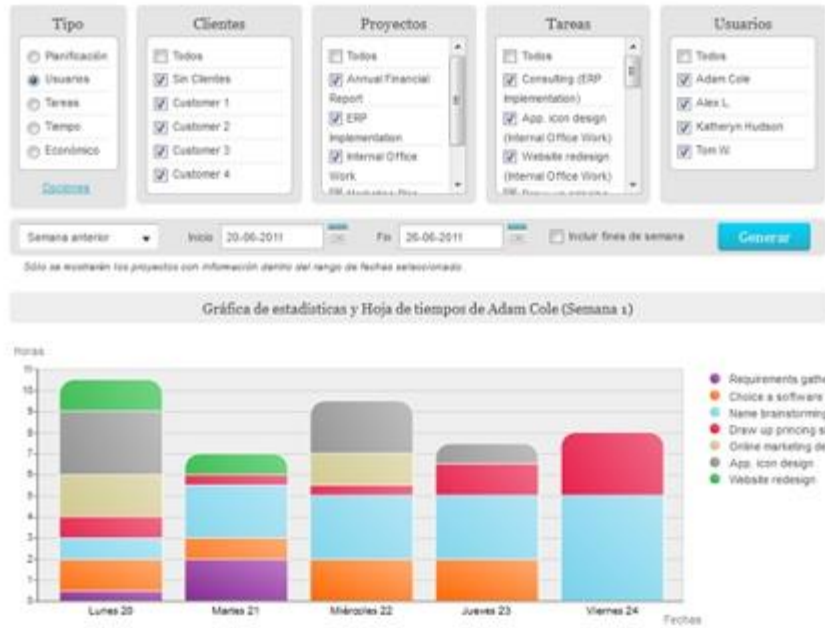 Tipo
Planificación
Usuarios
Tareas
Tiempo
Económico
Opciones
Clientes
Todos
Sin Clientes
Customer 1
Customer 2
Customer 3
Customer 4
Proyectos
Todos
Annual Financial
Report
ERP
Implementation
Internal Office
Work
Tareas
Todos
Consulting (ERP
Implementation)
App. icon design
(Internal Office Work)
Website redesign
(Internal Office Work)
Usuarios
Todos
Adam Cole
Alex L.
Katheryn Hudson
Tom W.
Semana anterior
Inicio 20-06-2011
Fin 26-06-2011
Incluir fines de semana
Generar
Sólo se mostrarán los proyectos con información dentro del rango de fechas seleccionado.
Gráfica de estadísticas y Hoja de tiempos de Adam Cole (Semana 1)
Horas
11
10
9
8
7
6
5
4
3
2
1
0
Lunes 20
Martes 21
Miércoles 22
Jueves 23
Viernes 24
Fechas
Requirements gathe
Choice a software
Name brainstorming
Draw up princing s
Online marketing de
App. icon design
Website redesign